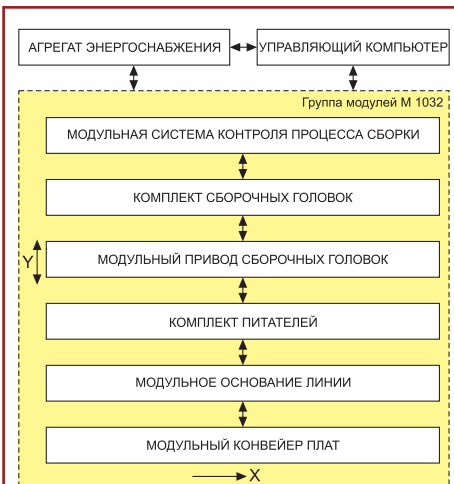 АГРЕГАТ ЭНЕРГОСНАБЖЕНИЯ
УПРАВЛЯЮЩИЙ КОМПЬЮТЕР
Группа модулей М 1032
МОДУЛЬНАЯ СИСТЕМА КОНТРОЛЯ ПРОЦЕССА СБОРКИ
КОМПЛЕКТ СБОРОЧНЫХ ГОЛОВОК
Y
МОДУЛЬНЫЙ ПРИВОД СБОРОЧНЫХ ГОЛОВОК
КОМПЛЕКТ ПИТАТЕЛЕЙ
МОДУЛЬНОЕ ОСНОВАНИЕ ЛИНИИ
МОДУЛЬНЫЙ КОНВЕЙЕР ПЛАТ
X